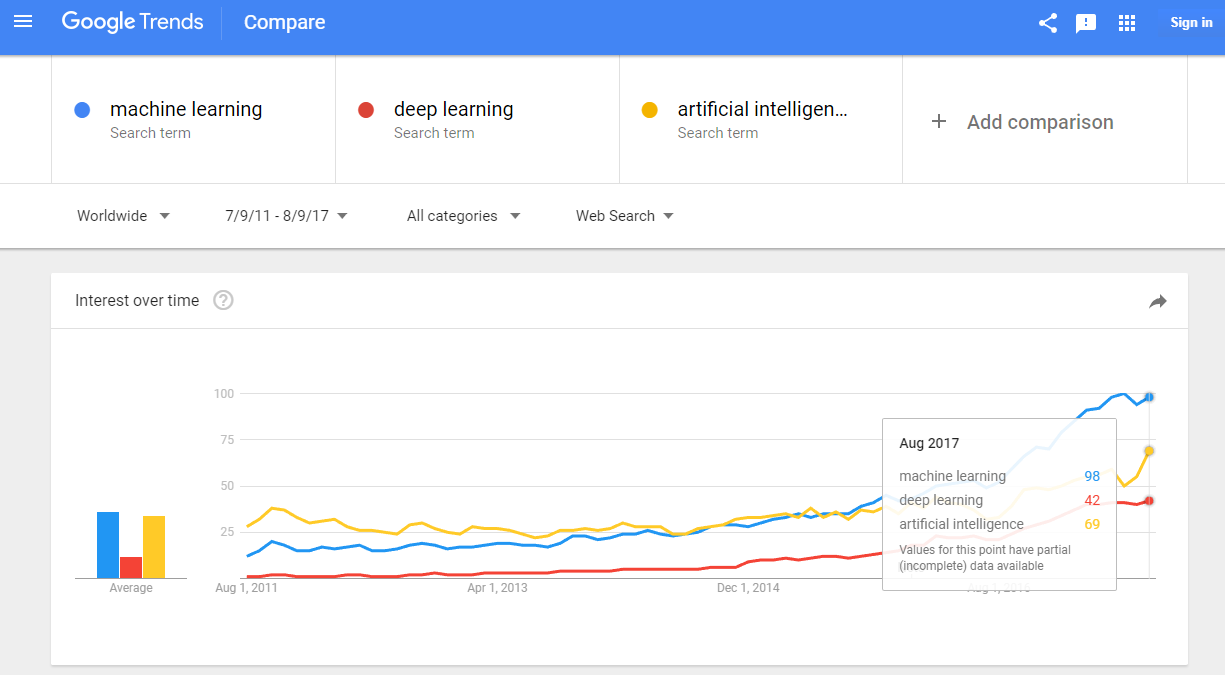 Google Trends Compare Sign in
machine learning
Search term
deep learning
Search term
artificial intelligen...
Search term
+ Add comparison
Worldwide 7/9/11 - 8/9/17 All categories Web Search
Interest over time ?
100
75
50
25
Average
Aug 1, 2011 Apr 1, 2013 Dec 1, 2014
Aug 2017
machine learning 98
deep learning 42
artificial intelligence 69
Values for this point have partial
(incomplete) data available